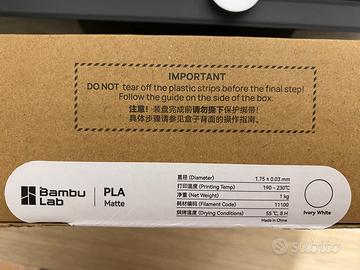 IMPORTANT
DO NOT tear off the plastic strips before the final step!
Follow the guide on the side of the box.
注意! 装盘完成前请勿撕下保护绑带!
具体步骤请参见盒子背面的操作步骤。
Bambu
Lab
PLA
Matte
直径 (Diameter) 1.75 ± 0.03 mm
打印温度 (Printing Temp) 190 - 230℃
净重 (Net Weight) 1 kg
耗材编码 (Filament Code) 11100
烘烤温度 (Drying Conditions) 55 ℃, 8 H
Made in China
Ivory White
Subito